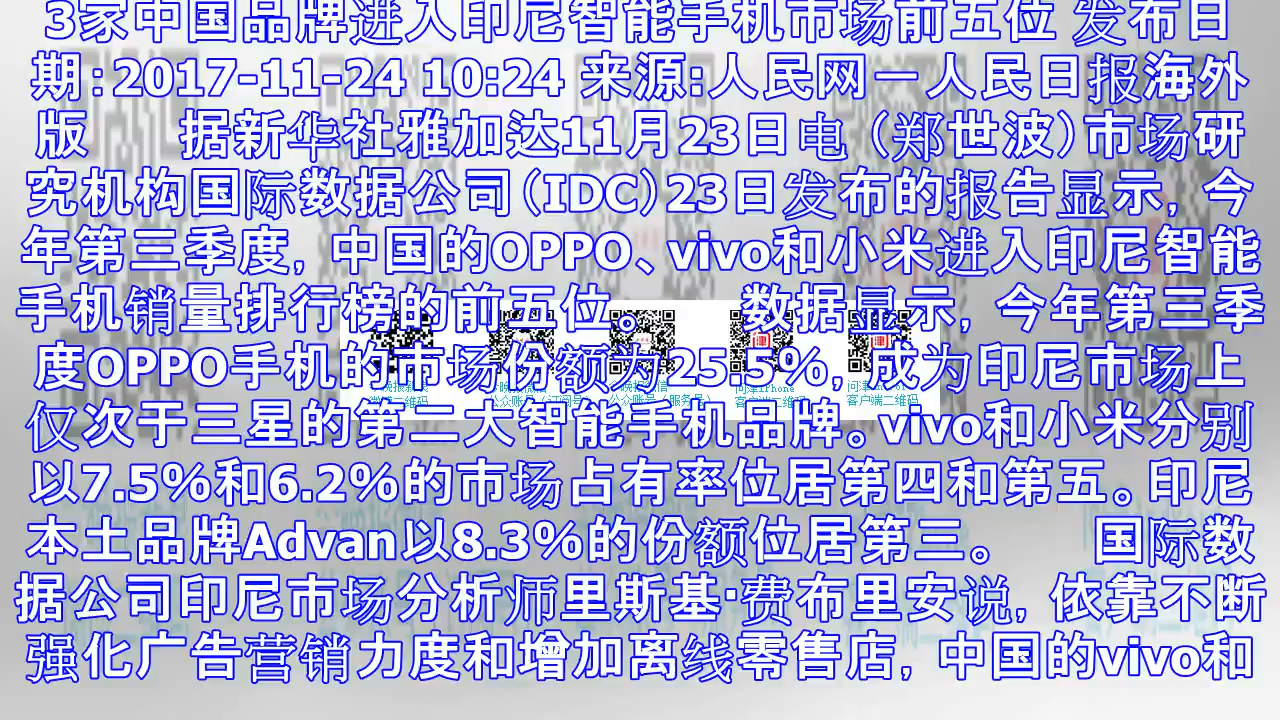 3家中国品牌进入印尼智能手机市场前五位 发布日
期：2017-11-24 10:24 来源：人民网一人民日报海外
版 据新华社雅加达11月23日电（郑世波）市场研
究机构国际数据公司（IDC）23日发布的报告显示，今
年第三季度，中国的OPPO、vivo和小米进入印尼智能
手机销量排行榜的前五位。 数据显示，今年第三季
度OPPO手机的市场份额为25.5%，成为印尼市场上
仅次于三星的第二大智能手机品牌。vivo和小米分别
以7.5%和6.2%的市场占有率位居第四和第五。印尼
本土品牌Advan以8.3%的份额位居第三。 国际数
据公司印尼市场分析师里斯基·费布里安说，依靠不断
强化广告营销力度和增加离线零售店，中国的vivo和
客户端二维码
客户端二维码